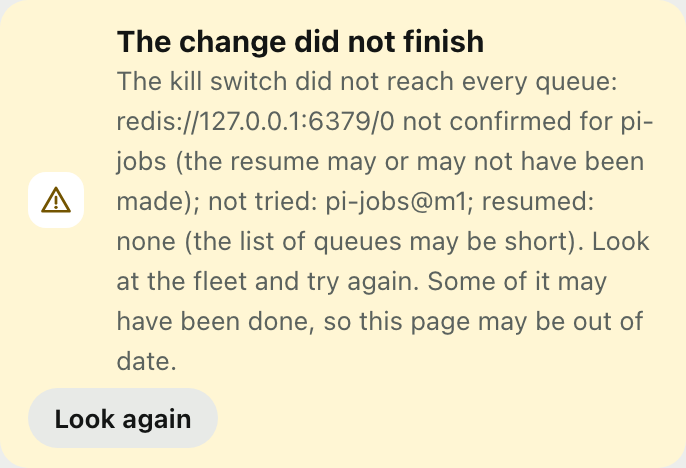 The change did not finish
The kill switch did not reach every queue:
redis://127.0.0.1:6379/0 not confirmed for pi-
jobs (the resume may or may not have been
made); not tried: pi-jobs@m1; resumed:
none (the list of queues may be short). Look
at the fleet and try again. Some of it may
have been done, so this page may be out of
date.
Look again